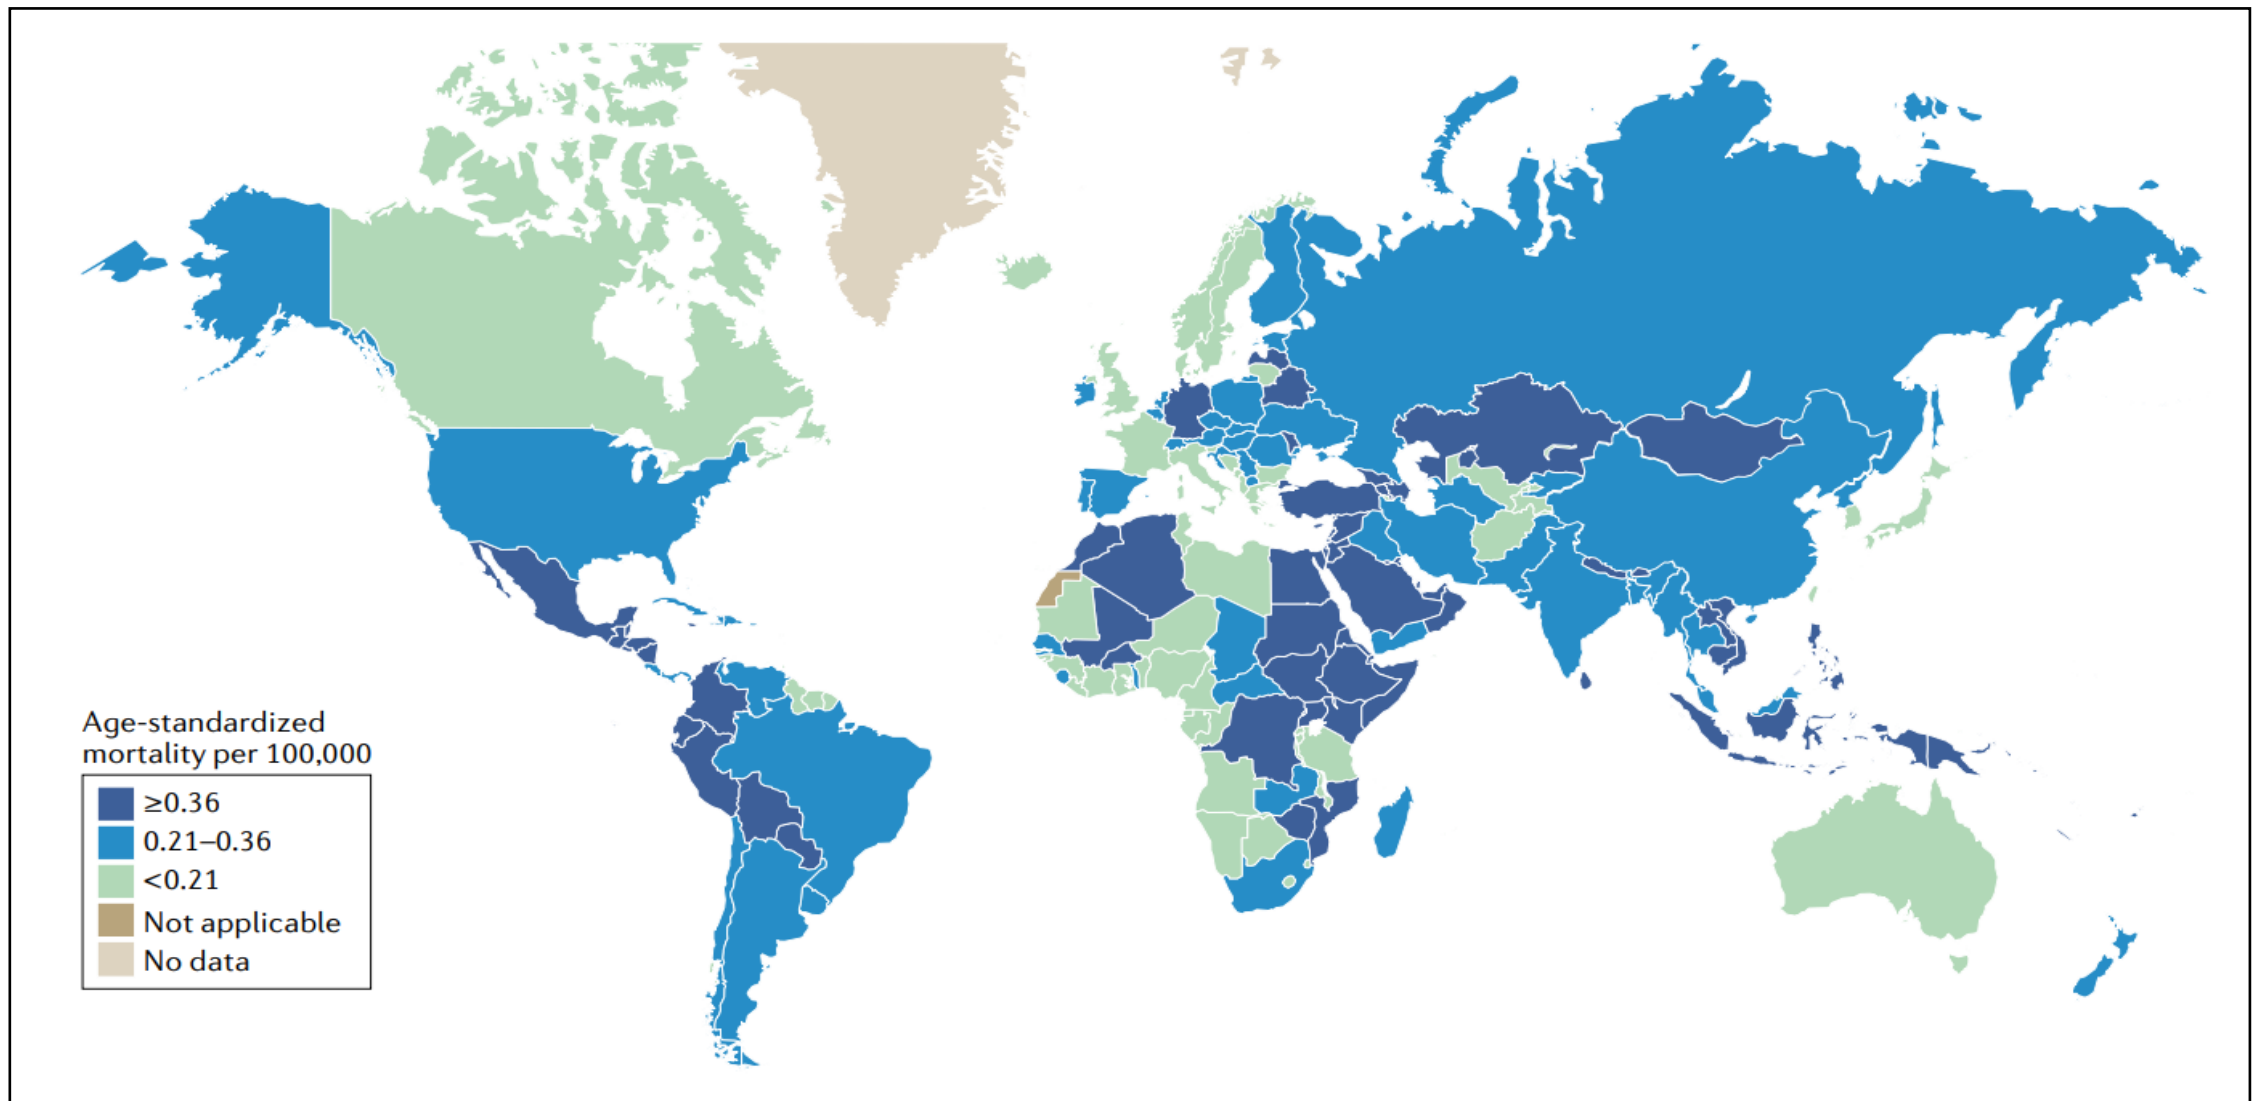 Age-standardized
mortality per 100,000
≥0.36
0.21–0.36
<0.21
Not applicable
No data